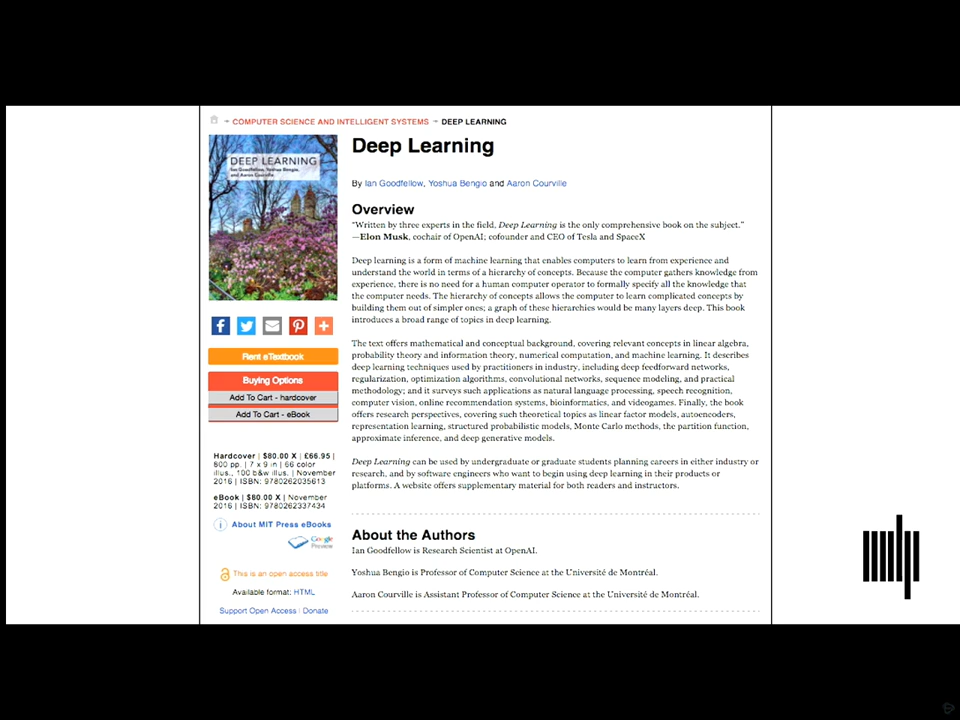 COMPUTER SCIENCE AND INTELLIGENT SYSTEMS DEEP LEARNING
DEEP LEARNING
Ian Goodfellow, Yoshua Bengio,
and Aaron Courville
Rent eTextbook
Buying Options
Add To Cart - hardcover
Add To Cart - eBook
Hardcover | $80.00 X | £66.95 |
800 pp. | 7 x 9 in | 66 color
illus., 100 b&w illus. | November
2016 | ISBN: 9780262035613
eBook | $80.00 X | November
2016 | ISBN: 9780262337434
About MIT Press eBooks
Google
Preview
This is an open access title
Available format: HTML
Support Open Access | Donate
Deep Learning
By Ian Goodfellow, Yoshua Bengio and Aaron Courville
Overview
"Written by three experts in the field, Deep Learning is the only comprehensive book on the subject."
—Elon Musk, cochair of OpenAI; cofounder and CEO of Tesla and SpaceX
Deep learning is a form of machine learning that enables computers to learn from experience and
understand the world in terms of a hierarchy of concepts. Because the computer gathers knowledge from
experience, there is no need for a human computer operator to formally specify all the knowledge that
the computer needs. The hierarchy of concepts allows the computer to learn complicated concepts by
building them out of simpler ones; a graph of these hierarchies would be many layers deep. This book
introduces a broad range of topics in deep learning.
The text offers mathematical and conceptual background, covering relevant concepts in linear algebra,
probability theory and information theory, numerical computation, and machine learning. It describes
deep learning techniques used by practitioners in industry, including deep feedforward networks,
regularization, optimization algorithms, convolutional networks, sequence modeling, and practical
methodology; and it surveys such applications as natural language processing, speech recognition,
computer vision, online recommendation systems, bioinformatics, and videogames. Finally, the book
offers research perspectives, covering such theoretical topics as linear factor models, autoencoders,
representation learning, structured probabilistic models, Monte Carlo methods, the partition function,
approximate inference, and deep generative models.
Deep Learning can be used by undergraduate or graduate students planning careers in either industry or
research, and by software engineers who want to begin using deep learning in their products or
platforms. A website offers supplementary material for both readers and instructors.
About the Authors
Ian Goodfellow is Research Scientist at OpenAI.
Yoshua Bengio is Professor of Computer Science at the Université de Montréal.
Aaron Courville is Assistant Professor of Computer Science at the Université de Montréal.